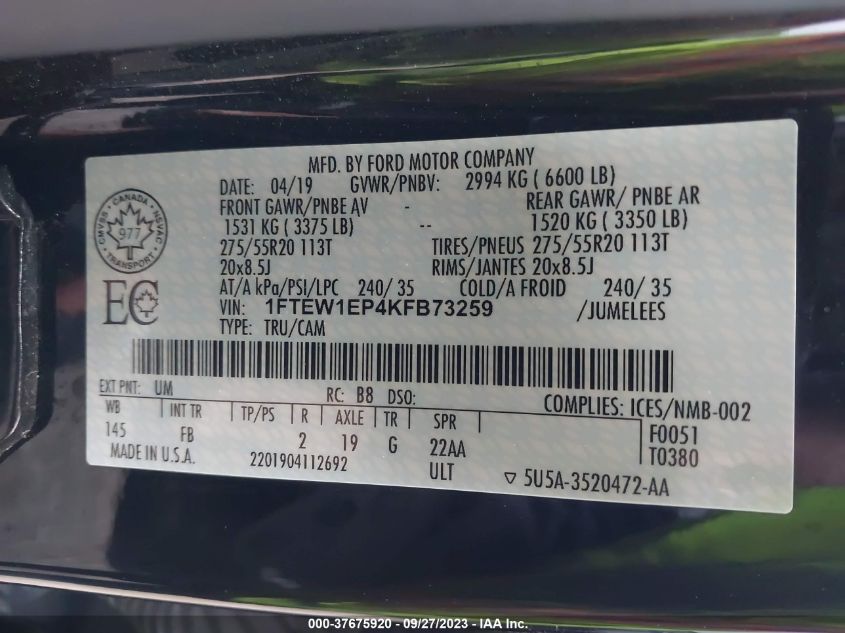 MFD. BY FORD MOTOR COMPANY
DATE: 04/19 GVWR/PNBV: 2994 KG ( 6600 LB)
FRONT GAWR/PNBE AV - REAR GAWR/ PNBE AR
1531 KG ( 3375 LB) -- 1520 KG ( 3350 LB)
275/55R20 113T TIRES/PNEUS 275/55R20 113T
20x8.5J RIMS/JANTES 20x8.5J
AT/A kPa/PSI/LPC 240/ 35 COLD/A FROID 240/ 35
VIN: 1FTEW1EP4KFB73259 /JUMELEES
TYPE: TRU/CAM
CANADA
CMVSS NSVAC
977
TRANSPORT
EC
EXT PNT: UM RC: B8 DSO: COMPLIES: ICES/NMB-002
WB INT TR TP/PS R AXLE TR SPR F0051
145 FB 2 19 G 22AA T0380
MADE IN U.S.A. 2201904112692 ULT ▽ 5U5A-3520472-AA
000-37675920 - 09/27/2023 - IAA Inc.